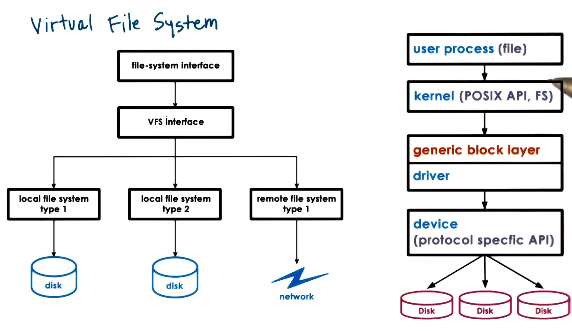 Virtual File System
file-system interface
VFS interface
local file system
type 1
local file system
type 2
remote file system
type 1
disk
disk
network
user process (file)
kernel (POSIX API, FS)
generic block layer
driver
device
(protocol specfic API)
Disk
Disk
Disk